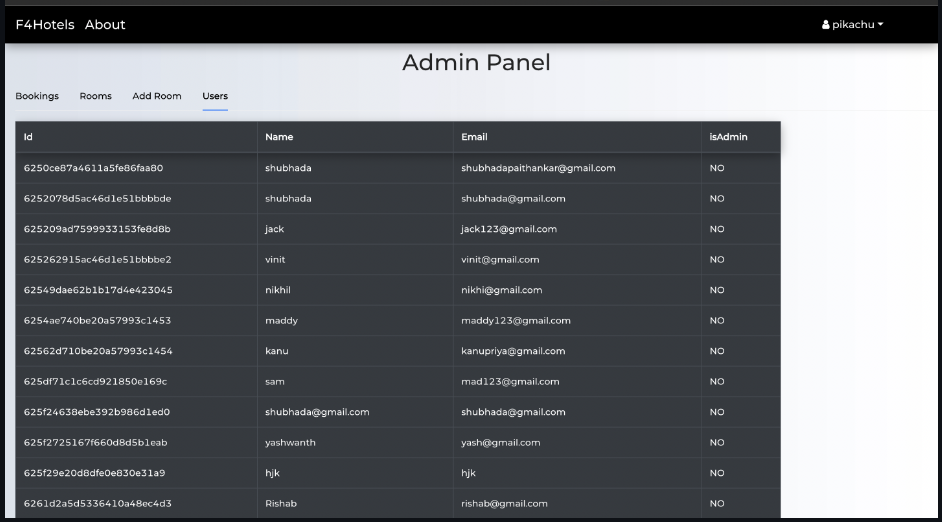 F4Hotels About pikachu
Admin Panel
Bookings Rooms Add Room Users
Id Name Email isAdmin
6250ce87a4611a5fe86faa80 shubhada shubhadapaithankar@gmail.com NO
6252078d5ac46d1e51bbbbde shubhada shubhada@gmail.com NO
625209ad7599933153fe8d8b jack jack123@gmail.com NO
625262915ac46d1e51bbbbe2 vinit vinit@gmail.com NO
62549dae62b1b17d4e423045 nikhil nikhi@gmail.com NO
6254ae740be20a57993c1453 maddy maddy123@gmail.com NO
62562d710be20a57993c1454 kanu kanupriya@gmail.com NO
625df71c1c6cd921850e169c sam mad123@gmail.com NO
625f24638ebe392b986d1ed0 shubhada@gmail.com shubhada@gmail.com NO
625f2725167f660d8d5b1eab yashwanth yash@gmail.com NO
625f29e20d8dfe0e830e31a9 hjk hjk NO
6261d2a5d5336410a48ec4d3 Rishab rishab@gmail.com NO